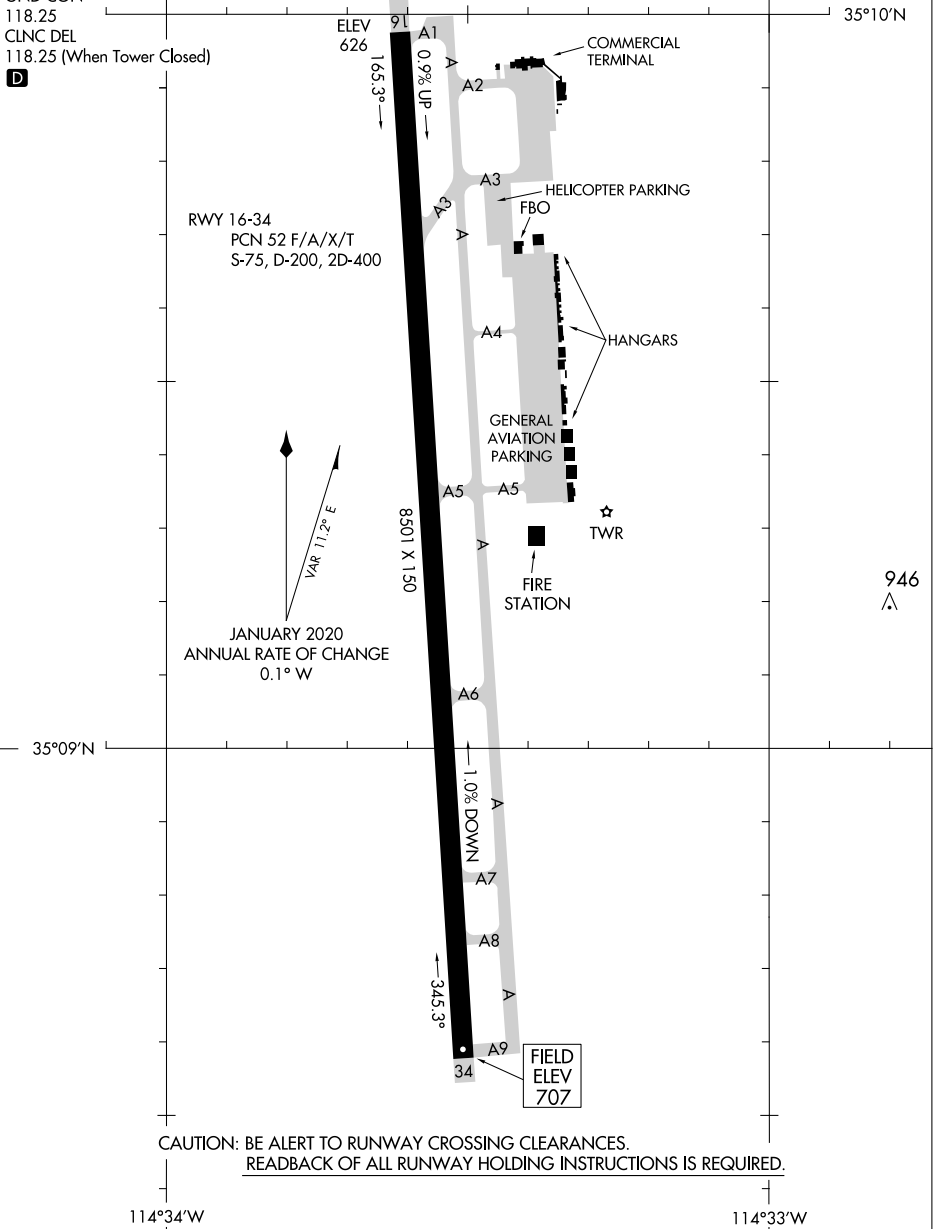 118.25
CLNC DEL
118.25 (When Tower Closed)
D
35°10'N
ELEV
626
16
A1
165.3°
0.9% UP
A
A2
COMMERCIAL
TERMINAL
A3
HELICOPTER PARKING
A3
FBO
A
RWY 16-34
PCN 52 F/A/X/T
S-75, D-200, 2D-400
A4
HANGARS
GENERAL
AVIATION
PARKING
A5
A5
TWR
VAR 11.2° E
8501 X 150
A
FIRE
STATION
946
JANUARY 2020
ANNUAL RATE OF CHANGE
0.1° W
A6
35°09'N
1.0% DOWN
A
A7
A8
345.3°
A
A9
34
FIELD
ELEV
707
CAUTION: BE ALERT TO RUNWAY CROSSING CLEARANCES.
READBACK OF ALL RUNWAY HOLDING INSTRUCTIONS IS REQUIRED.
114°34'W
114°33'W